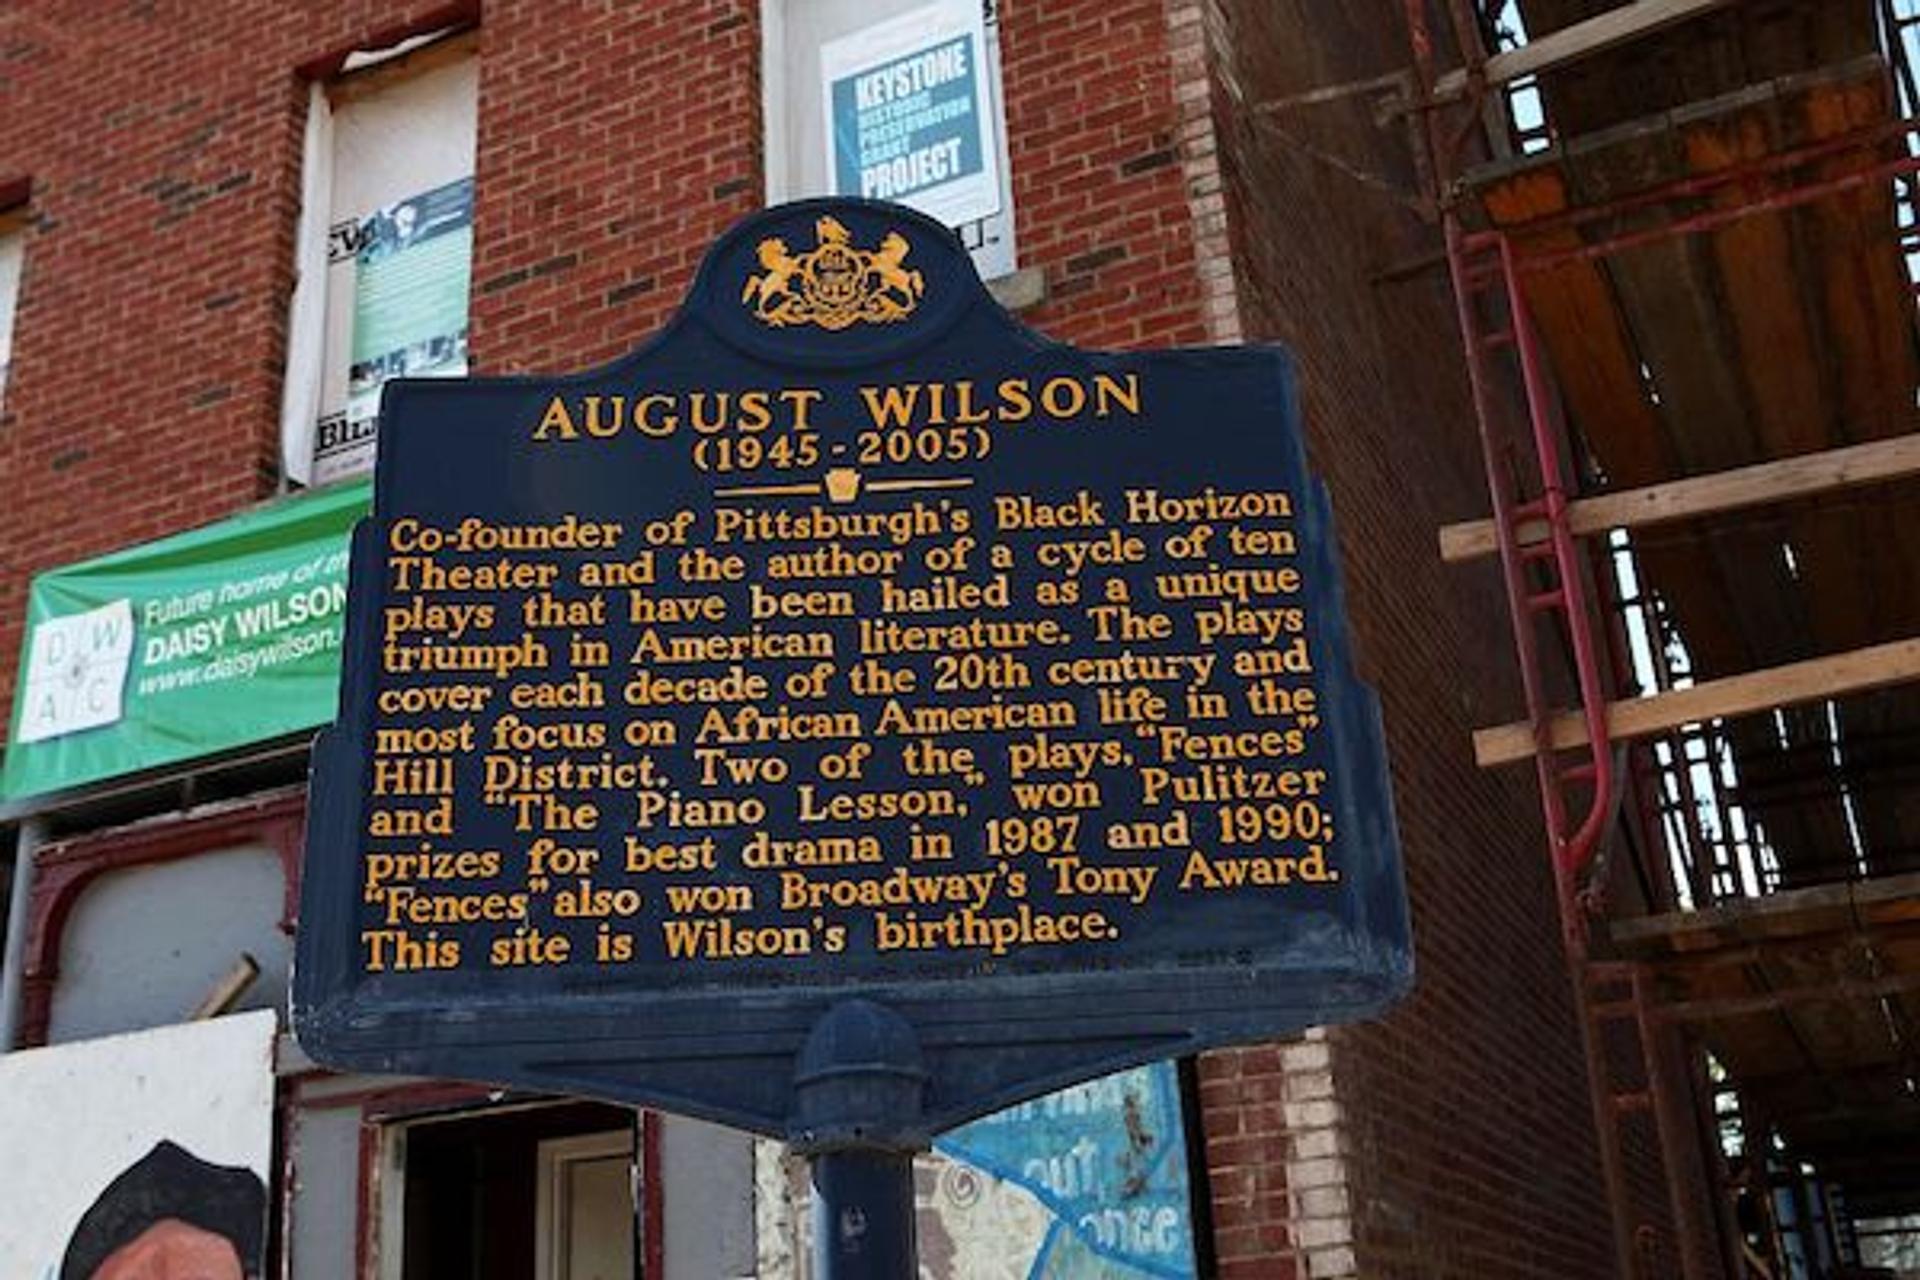 KEYSTONE
HISTORIC
PRESERVATION
GRANT
PROJECT
AUGUST WILSON
(1945-2005)
Co-founder of Pittsburgh's Black Horizon
Theater and the author of a cycle of ten
plays that have been hailed as a unique
triumph in American literature. The plays
cover each decade of the 20th century and
most focus on African American life in the
Hill District. Two of the plays, "Fences"
and "The Piano Lesson," won Pulitzer
prizes for best drama in 1987 and 1990;
"Fences" also won Broadway's Tony Award.
This site is Wilson's birthplace.
Future home of
DAISY WILSON
www.daisywilson.
D W
A C